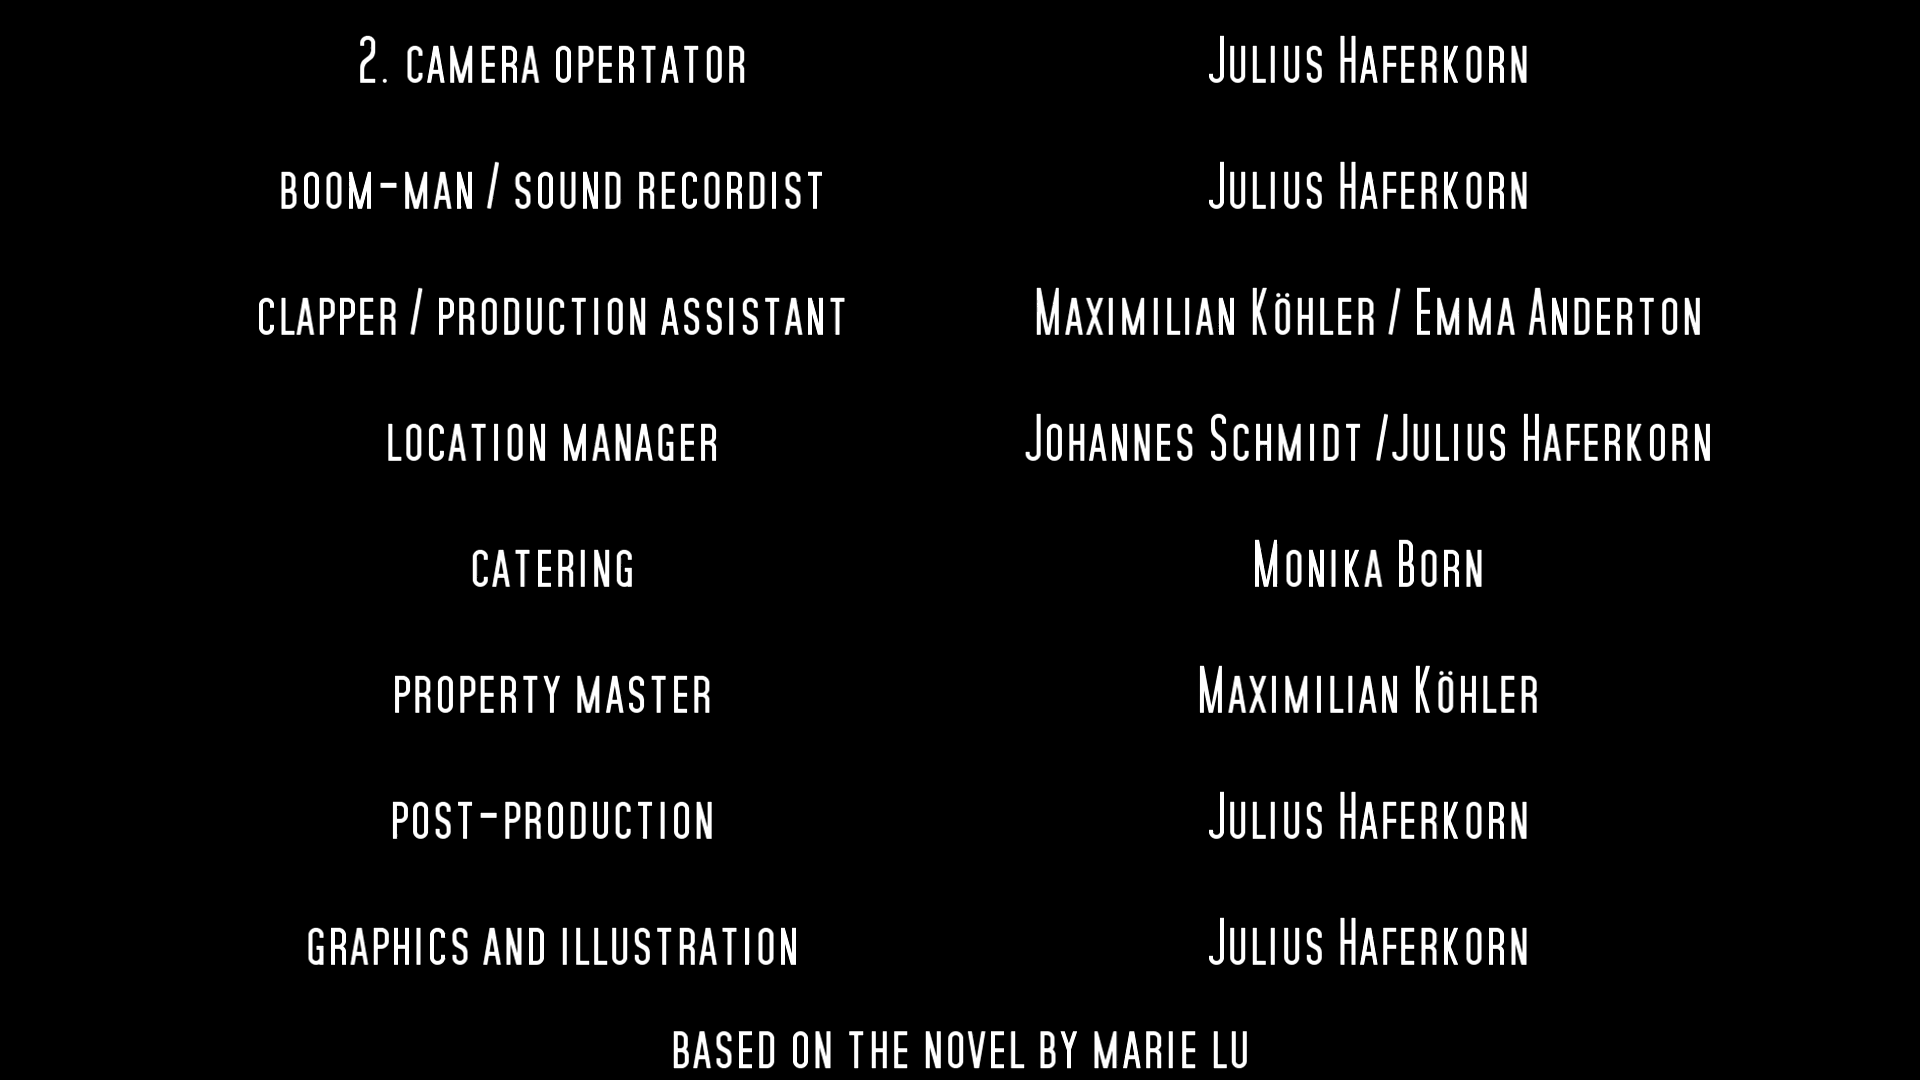 2. camera opertator Julius Haferkorn
boom-man / sound recordist Julius Haferkorn
clapper / production assistant Maximilian Köhler / Emma Anderton
location manager Johannes Schmidt /Julius Haferkorn
catering Monika Born
property master Maximilian Köhler
post-production Julius Haferkorn
graphics and illustration Julius Haferkorn
based on the novel by marie lu